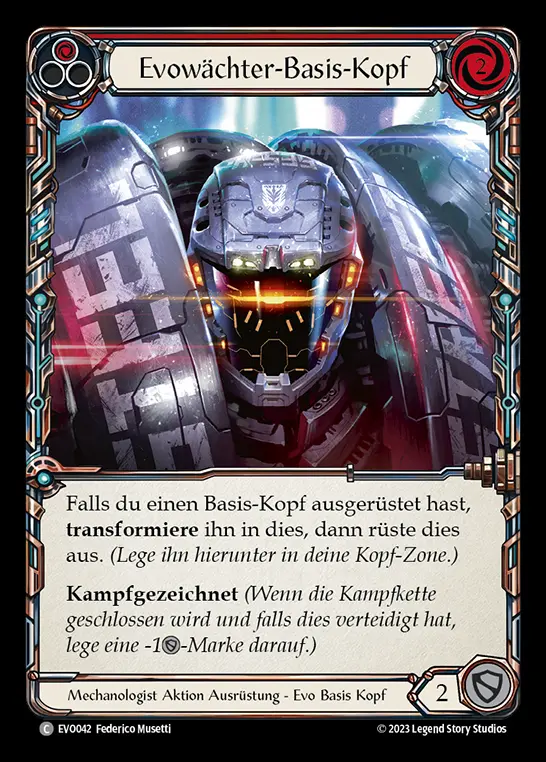 Evowächter-Basis-Kopf
2
Falls du einen Basis-Kopf ausgerüstet hast,
transformiere ihn in dies, dann rüste dies
aus. (Lege ihn hierunter in deine Kopf-Zone.)
Kampfgezeichnet (Wenn die Kampfkette
geschlossen wird und falls dies verteidigt hat,
lege eine -1-Marke darauf.)
Mechanologist Aktion Ausrüstung - Evo Basis Kopf
2
C EVO042 Federico Musetti
© 2023 Legend Story Studios